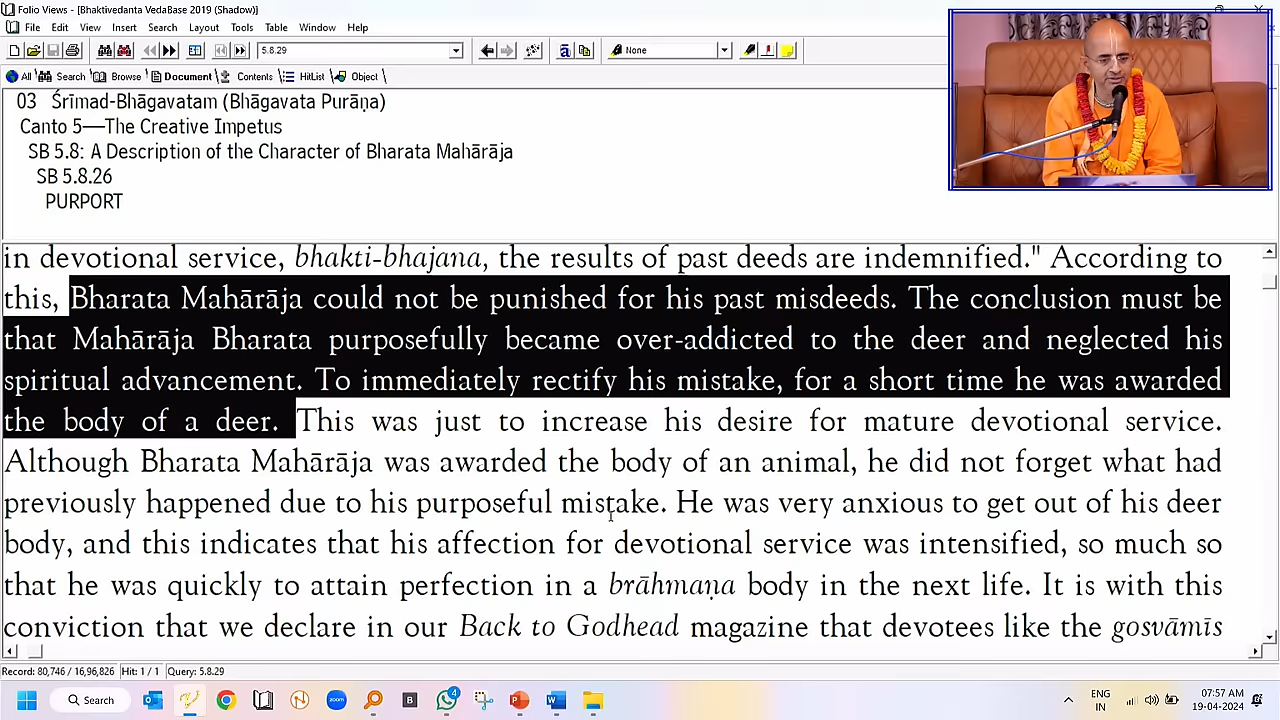 Folio Views - [Bhaktivedanta VedaBase 2019 (Shadow)]
File Edit View Insert Search Layout Tools Table Window Help
5.8.29
None
All Search Browse Document Contents HitList Object
03 Śrīmad-Bhāgavatam (Bhāgavata Purāṇa)
Canto 5—The Creative Impetus
SB 5.8: A Description of the Character of Bharata Mahārāja
SB 5.8.26
PURPORT
in devotional service, bhakti-bhajana, the results of past deeds are indemnified." According to
this, Bharata Mahārāja could not be punished for his past misdeeds. The conclusion must be
that Mahārāja Bharata purposefully became over-addicted to the deer and neglected his
spiritual advancement. To immediately rectify his mistake, for a short time he was awarded
the body of a deer. This was just to increase his desire for mature devotional service.
Although Bharata Mahārāja was awarded the body of an animal, he did not forget what had
previously happened due to his purposeful mistake. He was very anxious to get out of his deer
body, and this indicates that his affection for devotional service was intensified, so much so
that he was quickly to attain perfection in a brāhmaṇa body in the next life. It is with this
conviction that we declare in our Back to Godhead magazine that devotees like the gosvāmīs
Record: 80,746 / 16,96,826 Hit: 1 / 1 Query: 5.8.29
Search
zoom
B
4
ENG
IN
07:57 AM
19-04-2024